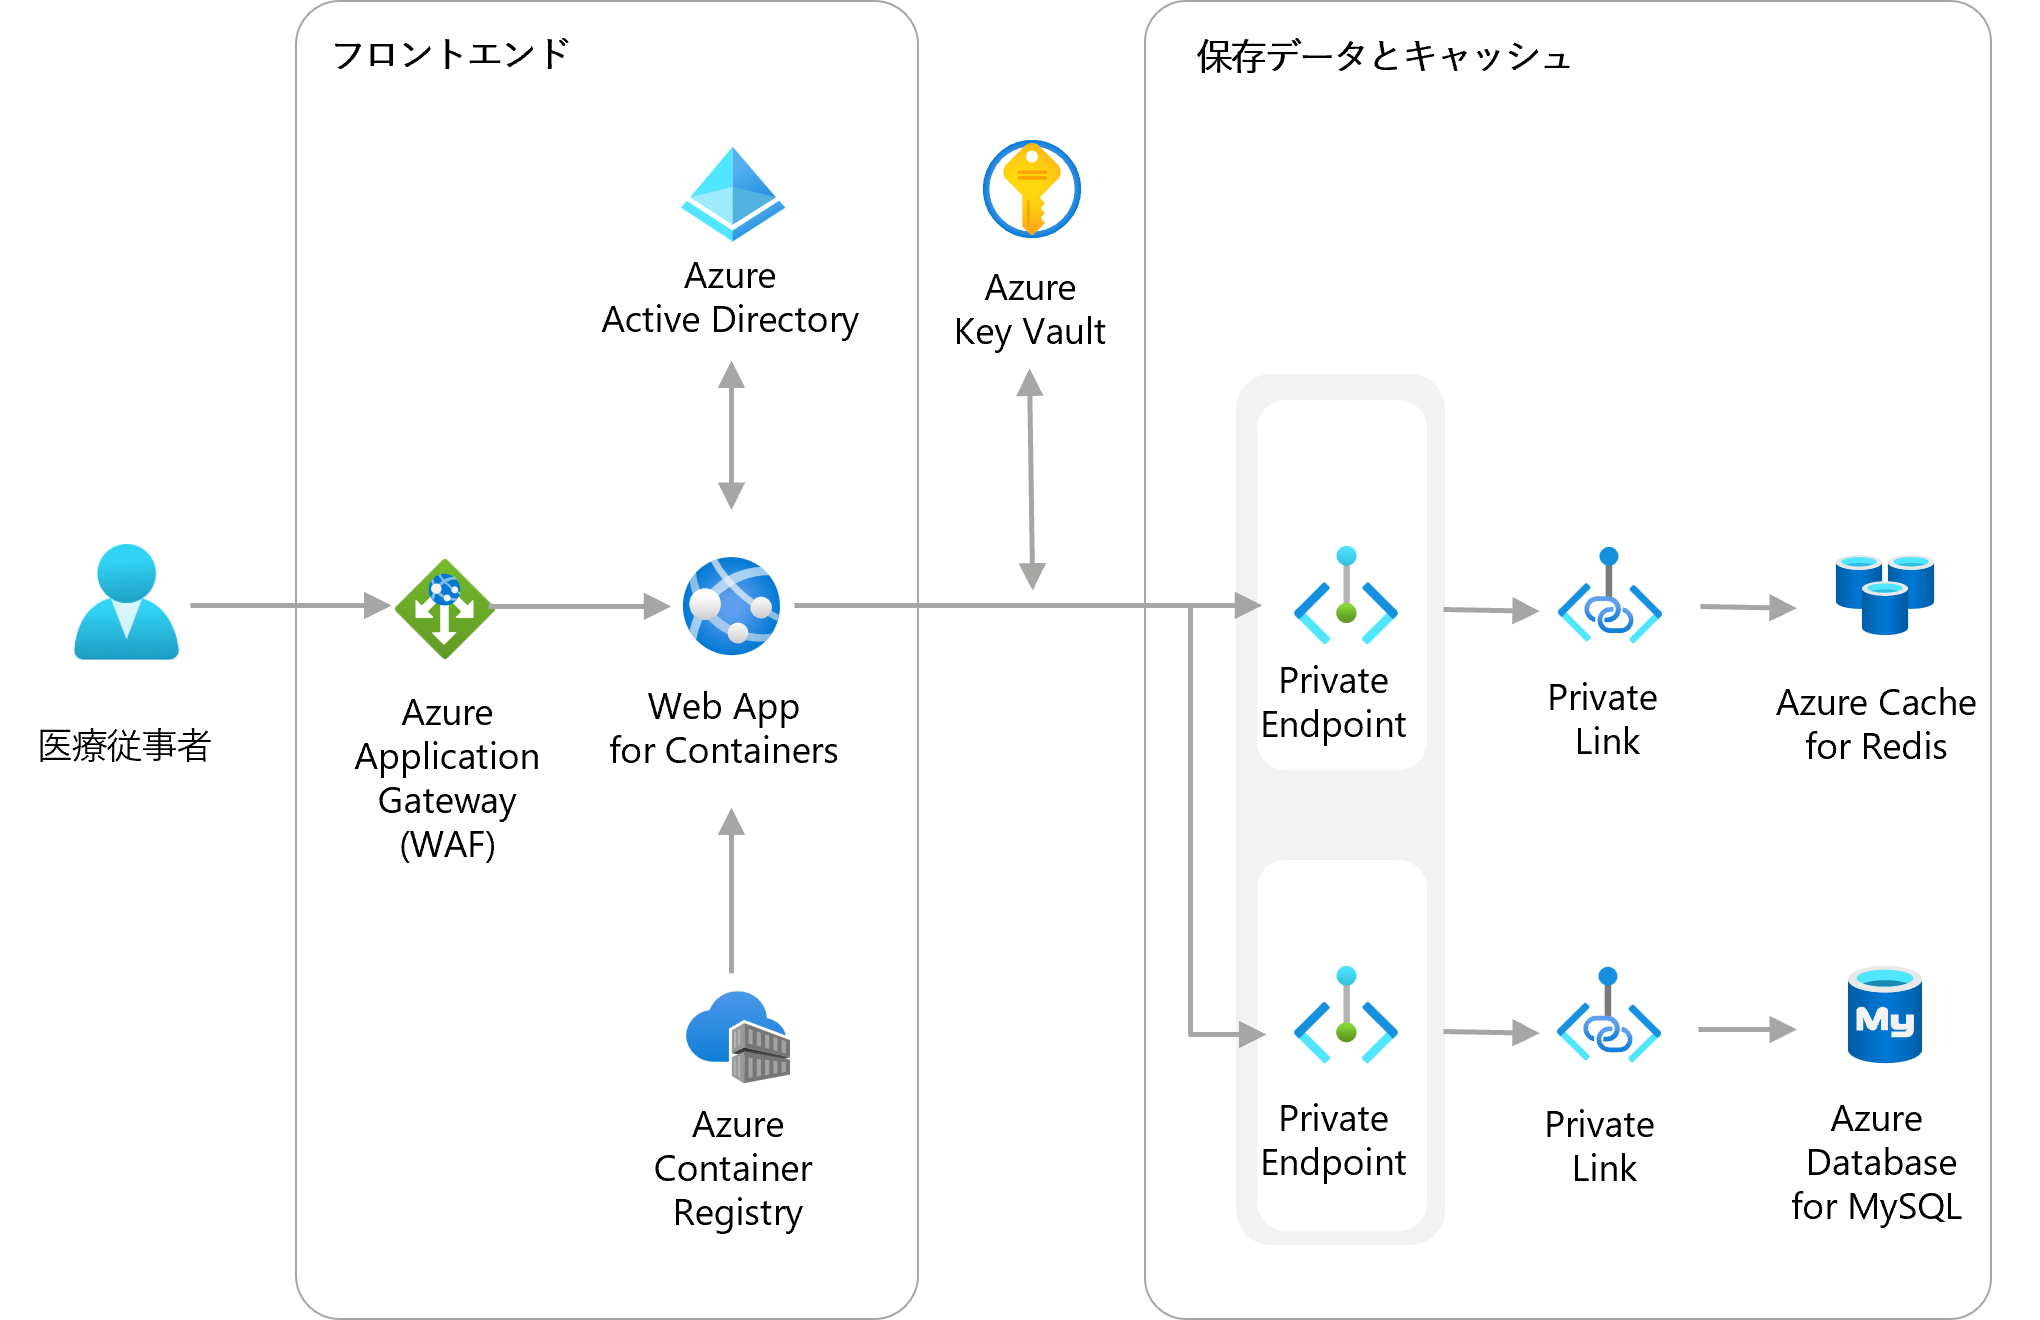 フロントエンド
保存データとキャッシュ
Azure
Active Directory
Azure
Key Vault
医療従事者
Azure
Application
Gateway
(WAF)
Web App
for Containers
Private
Endpoint
Private
Link
Azure Cache
for Redis
Azure
Container
Registry
Private
Endpoint
Private
Link
My
Azure
Database
for MySQL